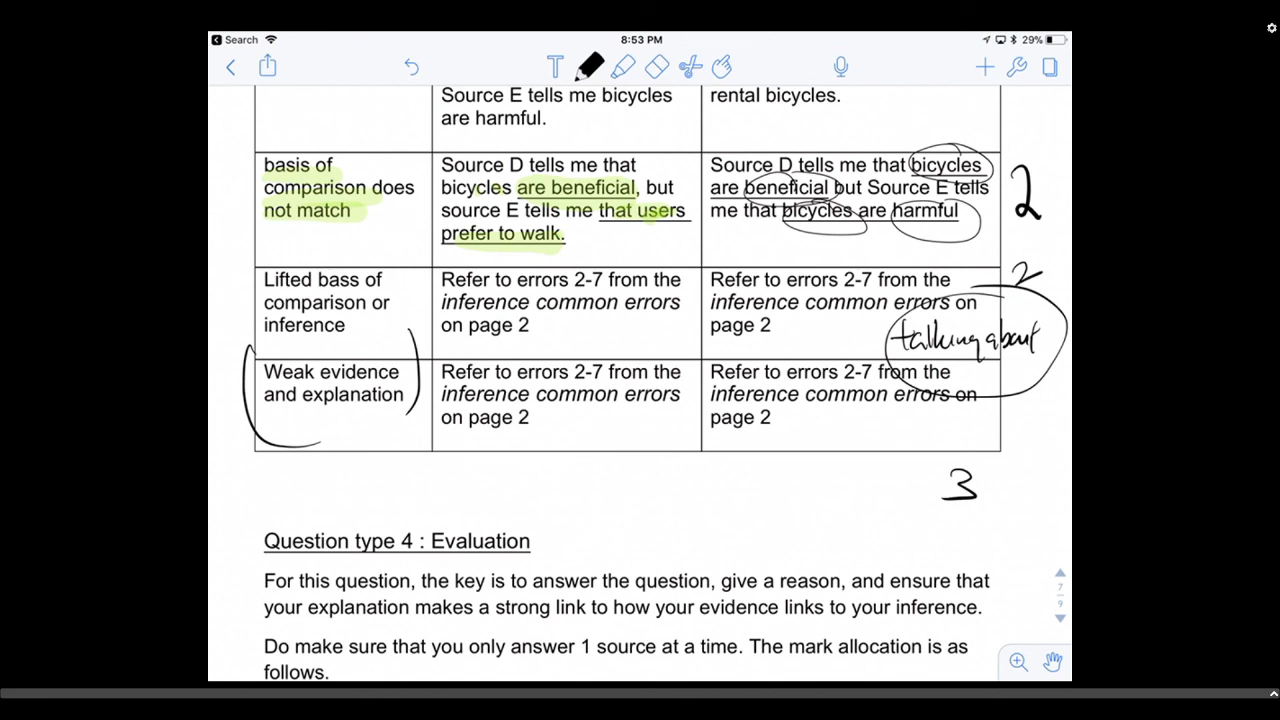 Search
8:53 PM
29%
T
Source E tells me bicycles
are harmful.
rental bicycles.
basis of
comparison does
not match
Source D tells me that
bicycles are beneficial, but
source E tells me that users
prefer to walk.
Source D tells me that bicycles
are beneficial but Source E tells
me that bicycles are harmful
2
Lifted bass of
comparison or
inference
Refer to errors 2-7 from the
inference common errors
on page 2
Refer to errors 2-7 from the
inference common errors on
page 2
2
talking about
Weak evidence
and explanation
Refer to errors 2-7 from the
inference common errors
on page 2
Refer to errors 2-7 from the
inference common errors on
page 2
3
Question type 4 : Evaluation
For this question, the key is to answer the question, give a reason, and ensure that
your explanation makes a strong link to how your evidence links to your inference.
Do make sure that you only answer 1 source at a time. The mark allocation is as
follows.
7
9